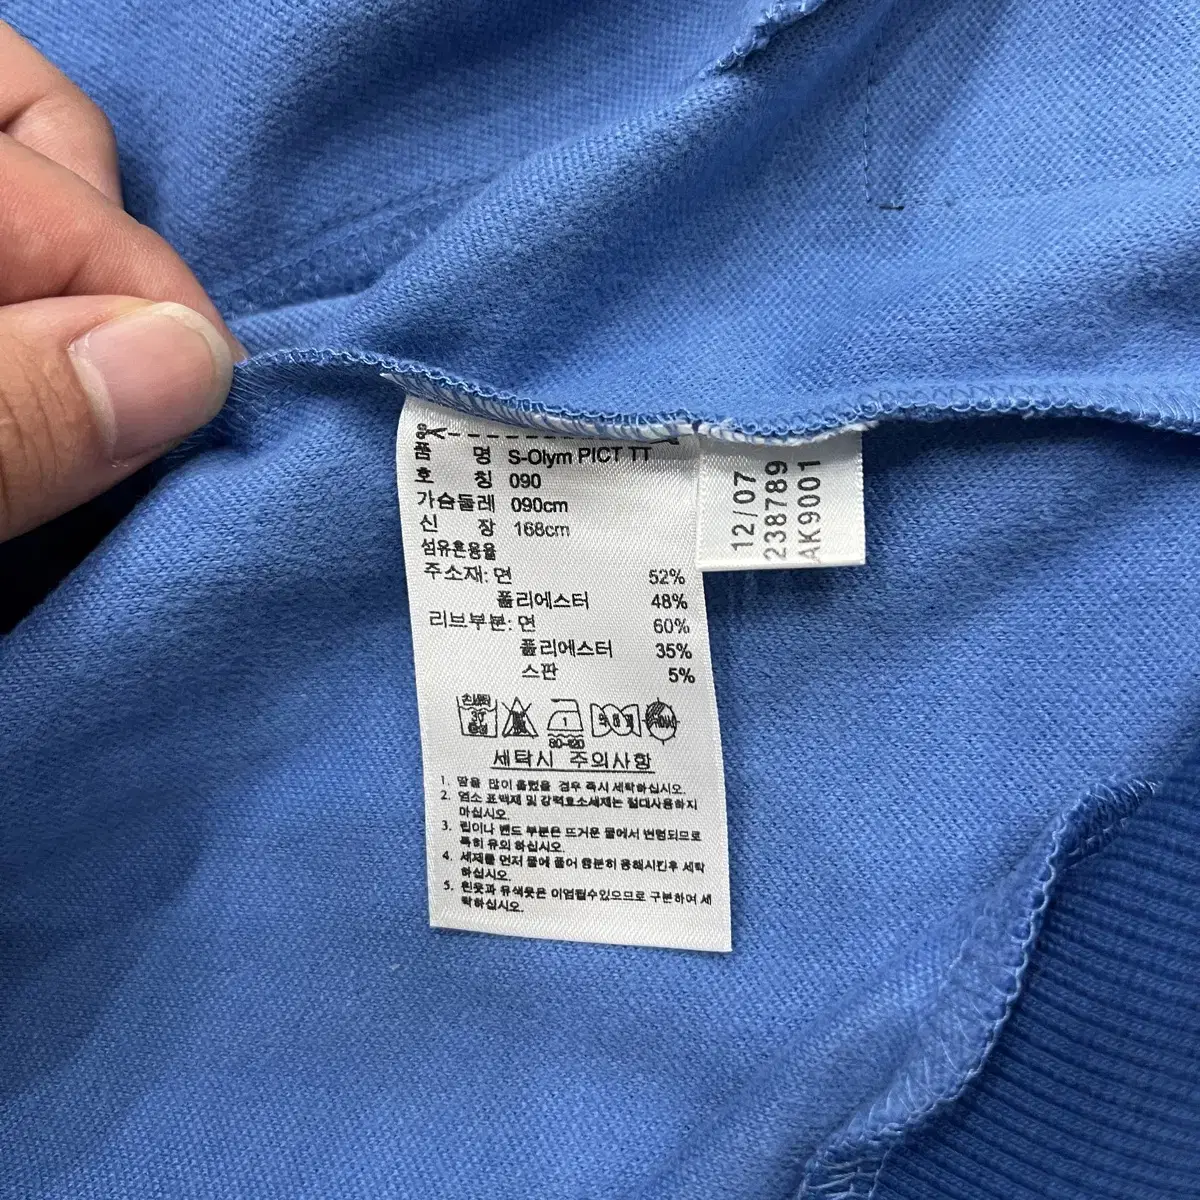 품 명 S-Olym PICT TT
호 칭 090
가슴둘레 090cm
신 장 168cm
섬유혼용율
주소재: 면 52%
폴리에스터 48%
리브부분: 면 60%
폴리에스터 35%
스판 5%
80-120
세탁시 주의사항
1. 땀을 많이 흘렸을 경우 즉시 세탁하십시오.
2. 염소 표백제 및 강력효소세제는 절대사용하지
마십시오.
3. 립이나 밴드 부분은 뜨거운 물에서 변형되므로
특히 유의 하십시오.
4. 세제를 먼저 물에 풀어 충분히 용해시킨후 세탁
하십시오.
5. 흰옷과 유색옷은 이염될수있으므로 구분하여 세
탁하십시오.
12/07
238789
AK9001